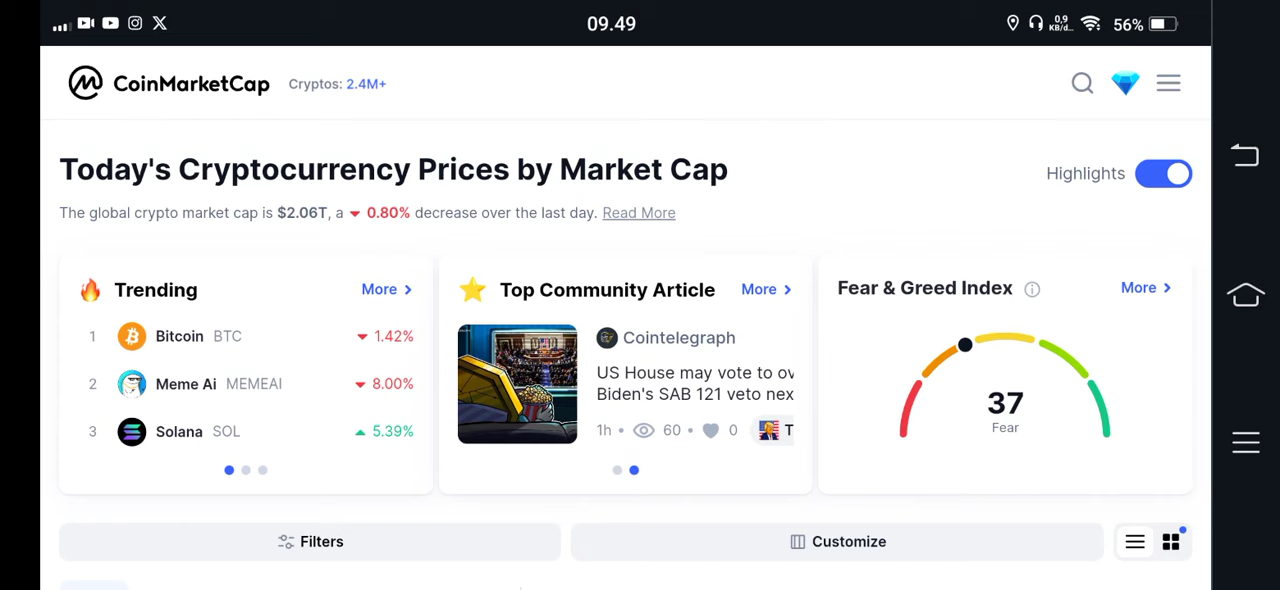 09.49
0,9
KB/d...
56%
CoinMarketCap
Cryptos: 2.4M+
Today's Cryptocurrency Prices by Market Cap
Highlights
The global crypto market cap is $2.06T, a 0.80% decrease over the last day. Read More
Trending
More >
1 Bitcoin BTC 1.42%
2 Meme Ai MEMEAI 8.00%
3 Solana SOL 5.39%
Top Community Article
More >
Cointelegraph
US House may vote to ov
Biden's SAB 121 veto nex
1h • 60 • 0 T
Fear & Greed Index
More >
37
Fear
Filters
Customize